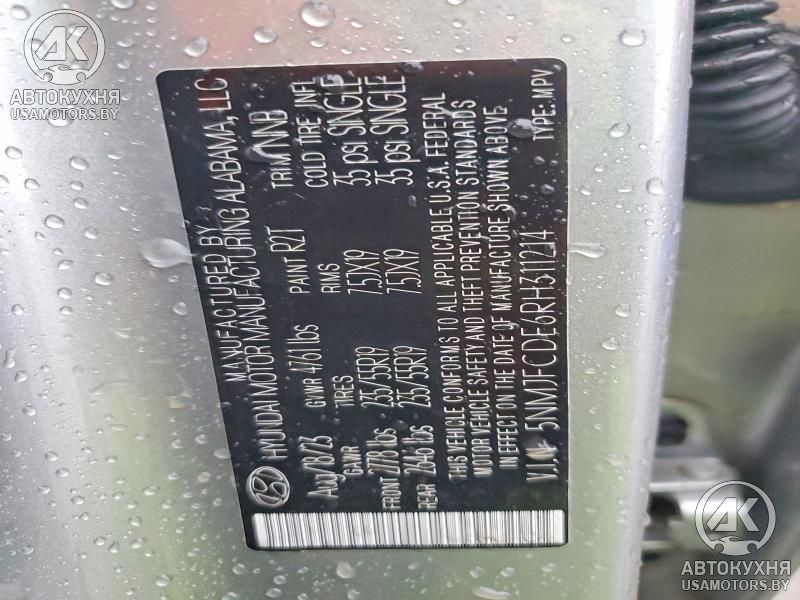 MANUFACTURED BY
HYUNDAI MOTOR MANUFACTURING ALABAMA, LLC
Aug/18/23 GVWR 4761 lbs PAINT R2T TRIM NNB
GAWR TIRES RIMS COLD TIRE INFL
FRONT 2778 lbs 235/55R19 7.5JX19 35 psi SINGLE
REAR 2646 lbs 235/55R19 7.5JX19 35 psi SINGLE
THIS VEHICLE CONFORMS TO ALL APPLICABLE U.S.A. FEDERAL
MOTOR VEHICLE SAFETY AND THEFT PREVENTION STANDARDS
IN EFFECT ON THE DATE OF MANUFACTURE SHOWN ABOVE
V.I.N: 5NMJFCDE6RH311214 TYPE: MPV
АВТОКУХНЯ
USAMOTORS.BY
АВТОКУХНЯ
USAMOTORS.BY